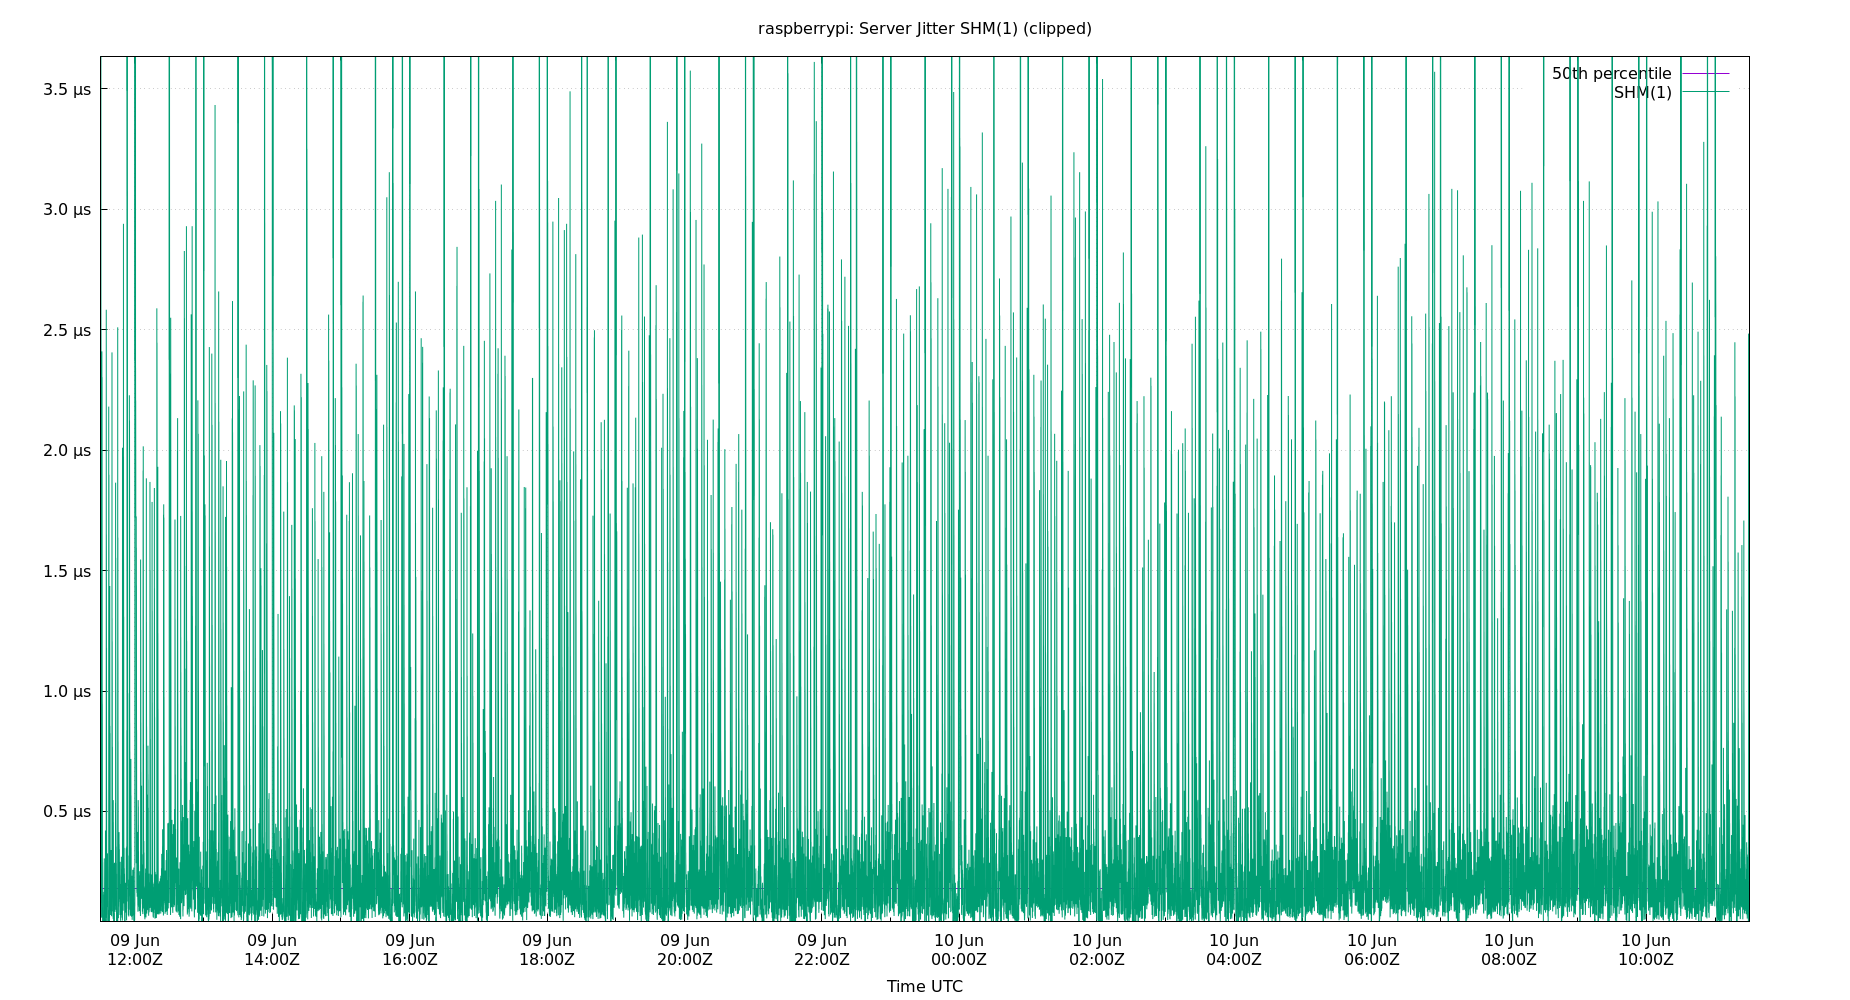 raspberrypi: Server Jitter SHM(1) (clipped)
50th percentile
SHM(1)
3.5 µs
3.0 µs
2.5 µs
2.0 µs
1.5 µs
1.0 µs
0.5 µs
09 Jun 09 Jun 09 Jun 09 Jun 09 Jun 09 Jun 10 Jun 10 Jun 10 Jun 10 Jun 10 Jun 10 Jun
12:00Z 14:00Z 16:00Z 18:00Z 20:00Z 22:00Z 00:00Z 02:00Z 04:00Z 06:00Z 08:00Z 10:00Z
Time UTC